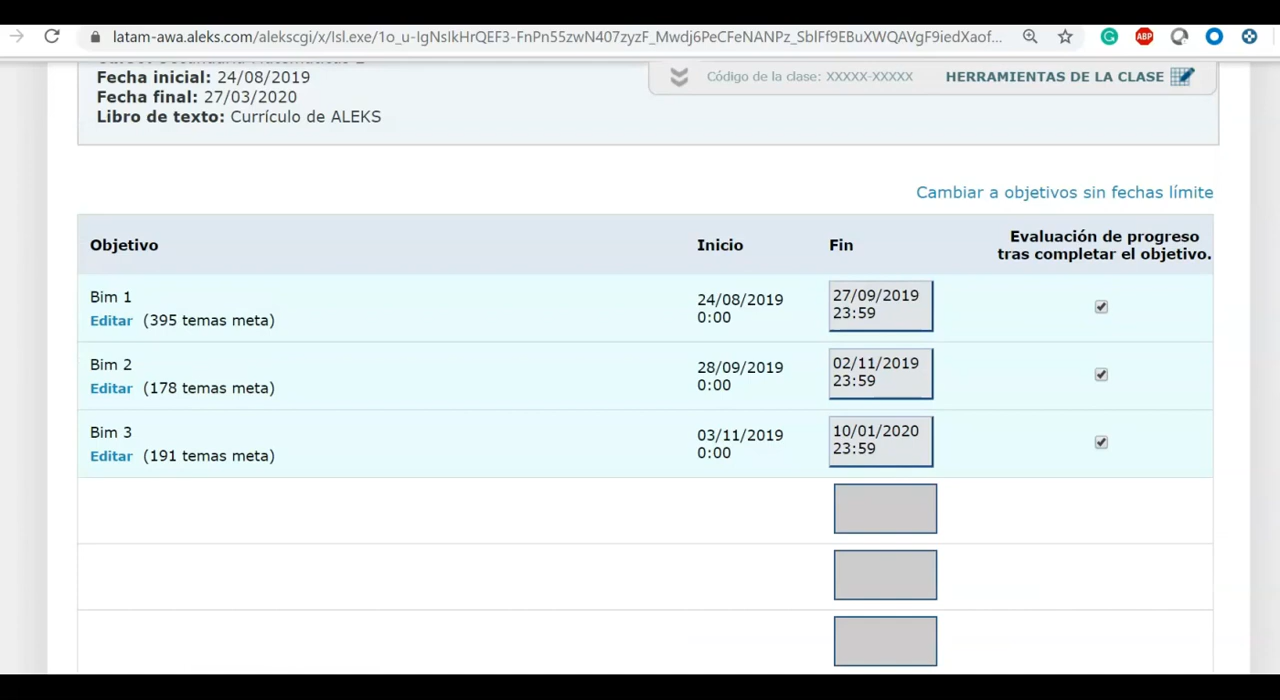 latam-awa.aleks.com/alekscgi/x/Isl.exe/1o_u-IgNsIkHrQEF3-FnPn55zwN407zyzF_Mwdj6PeCFeNANPz_SbIFf9EBuXWQAVgF9iedXaof...
ABP
Fecha inicial: 24/08/2019
Fecha final: 27/03/2020
Libro de texto: Currículo de ALEKS
Código de la clase: XXXXX-XXXXX HERRAMIENTAS DE LA CLASE
Cambiar a objetivos sin fechas límite
Objetivo Inicio Fin Evaluación de progreso
tras completar el objetivo.
Bim 1
Editar (395 temas meta)
24/08/2019
0:00
27/09/2019
23:59
Bim 2
Editar (178 temas meta)
28/09/2019
0:00
02/11/2019
23:59
Bim 3
Editar (191 temas meta)
03/11/2019
0:00
10/01/2020
23:59